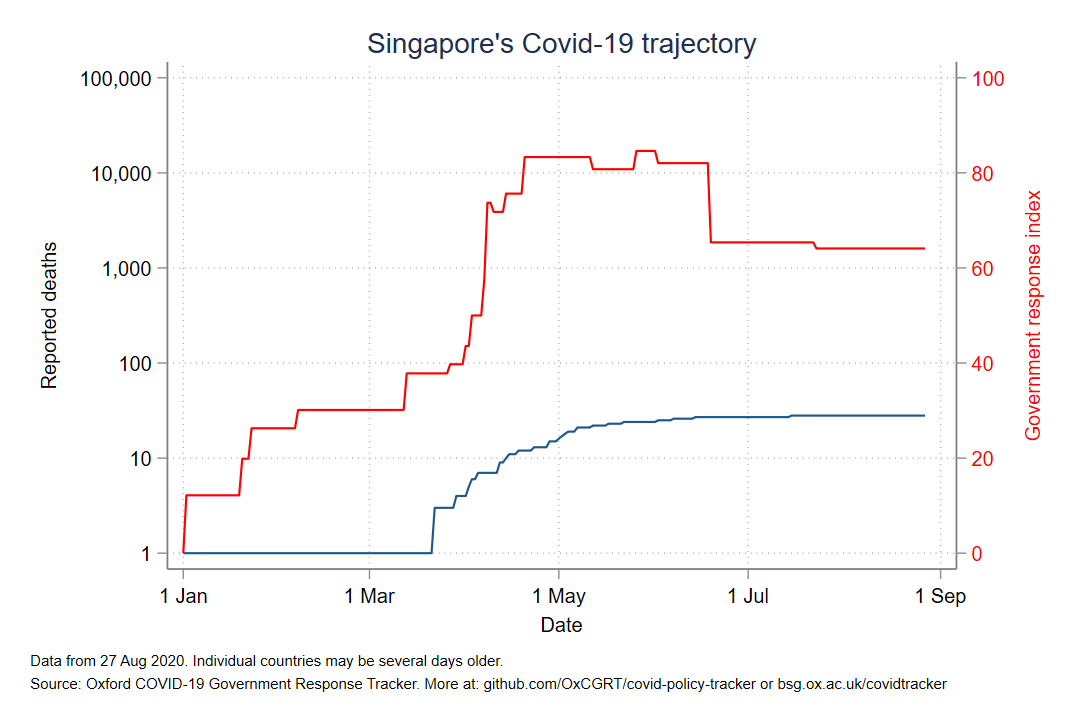 Singapore's Covid-19 trajectory
100,000
10,000
1,000
100
10
1
Reported deaths
100
80
60
40
20
0
Government response index
1 Jan 1 Mar 1 May 1 Jul 1 Sep
Date
Data from 27 Aug 2020. Individual countries may be several days older.
Source: Oxford COVID-19 Government Response Tracker. More at: github.com/OxCGRT/covid-policy-tracker or bsg.ox.ac.uk/covidtracker